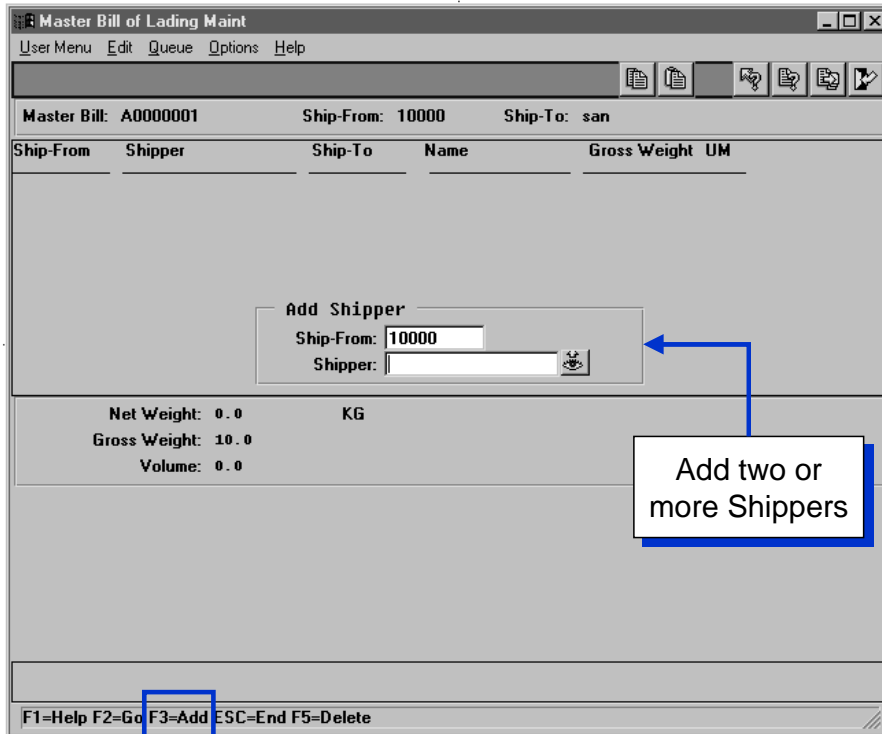 Master Bill of Lading Maint
User Menu Edit Queue Options Help
Master Bill: A0000001 Ship-From: 10000 Ship-To: san
Ship-From Shipper Ship-To Name Gross Weight UM
Add Shipper
Ship-From: 10000
Shipper:
Net Weight: 0.0 KG
Gross Weight: 10.0
Volume: 0.0
Add two or
more Shippers
F1=Help F2=Go F3=Add ESC=End F5=Delete